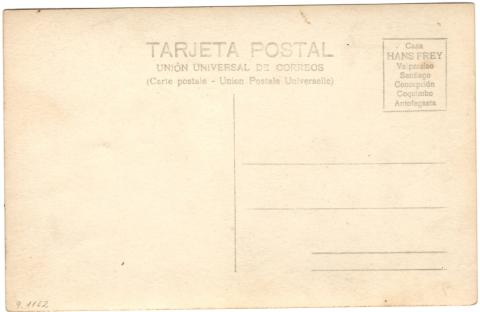 TARJETA POSTAL
UNIÓN UNIVERSAL DE CORREOS
(Carte postale - Union Postale Universelle)
Casa
HANS FREY
Valparaiso
Santiago
Concepción
Coquimbo
Antofagasta
9.1162